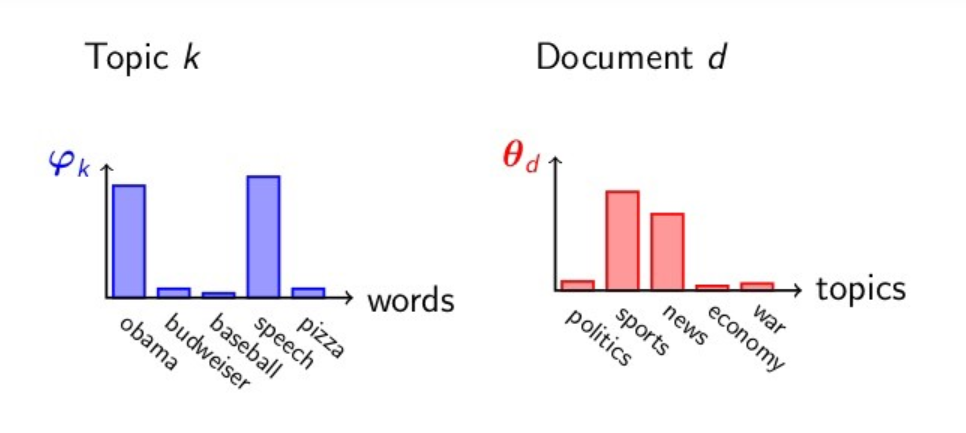 Topic k
Document d
φk
words
obama
budweiser
baseball
speech
pizza
θd
topics
politics
sports
news
economy
war